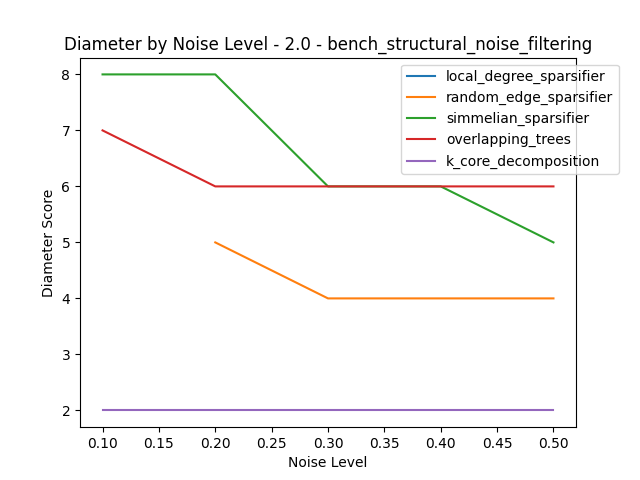 Diameter by Noise Level - 2.0 - bench_structural_noise_filtering
local_degree_sparsifier
random_edge_sparsifier
simmelian_sparsifier
overlapping_trees
k_core_decomposition
Diameter Score
8
7
6
5
4
3
2
0.10 0.15 0.20 0.25 0.30 0.35 0.40 0.45 0.50
Noise Level